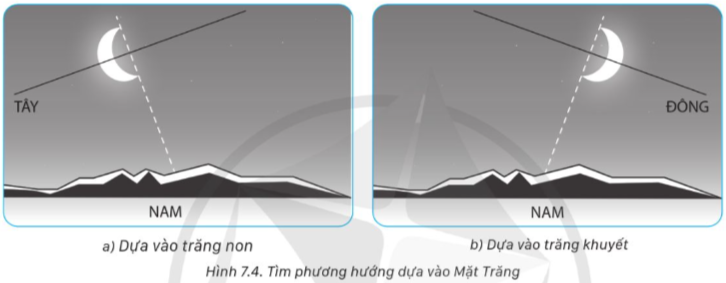 TÂY
NAM
a) Dựa vào trăng non
ĐÔNG
NAM
b) Dựa vào trăng khuyết
Hình 7.4. Tìm phương hướng dựa vào Mặt Trăng